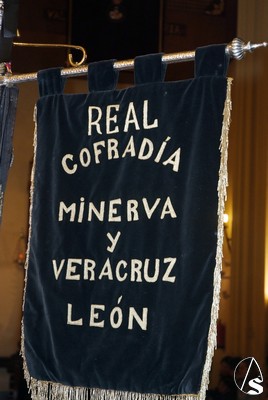 REAL
COFRADÍA
MINERVA
Y
VERACRUZ
LEÓN